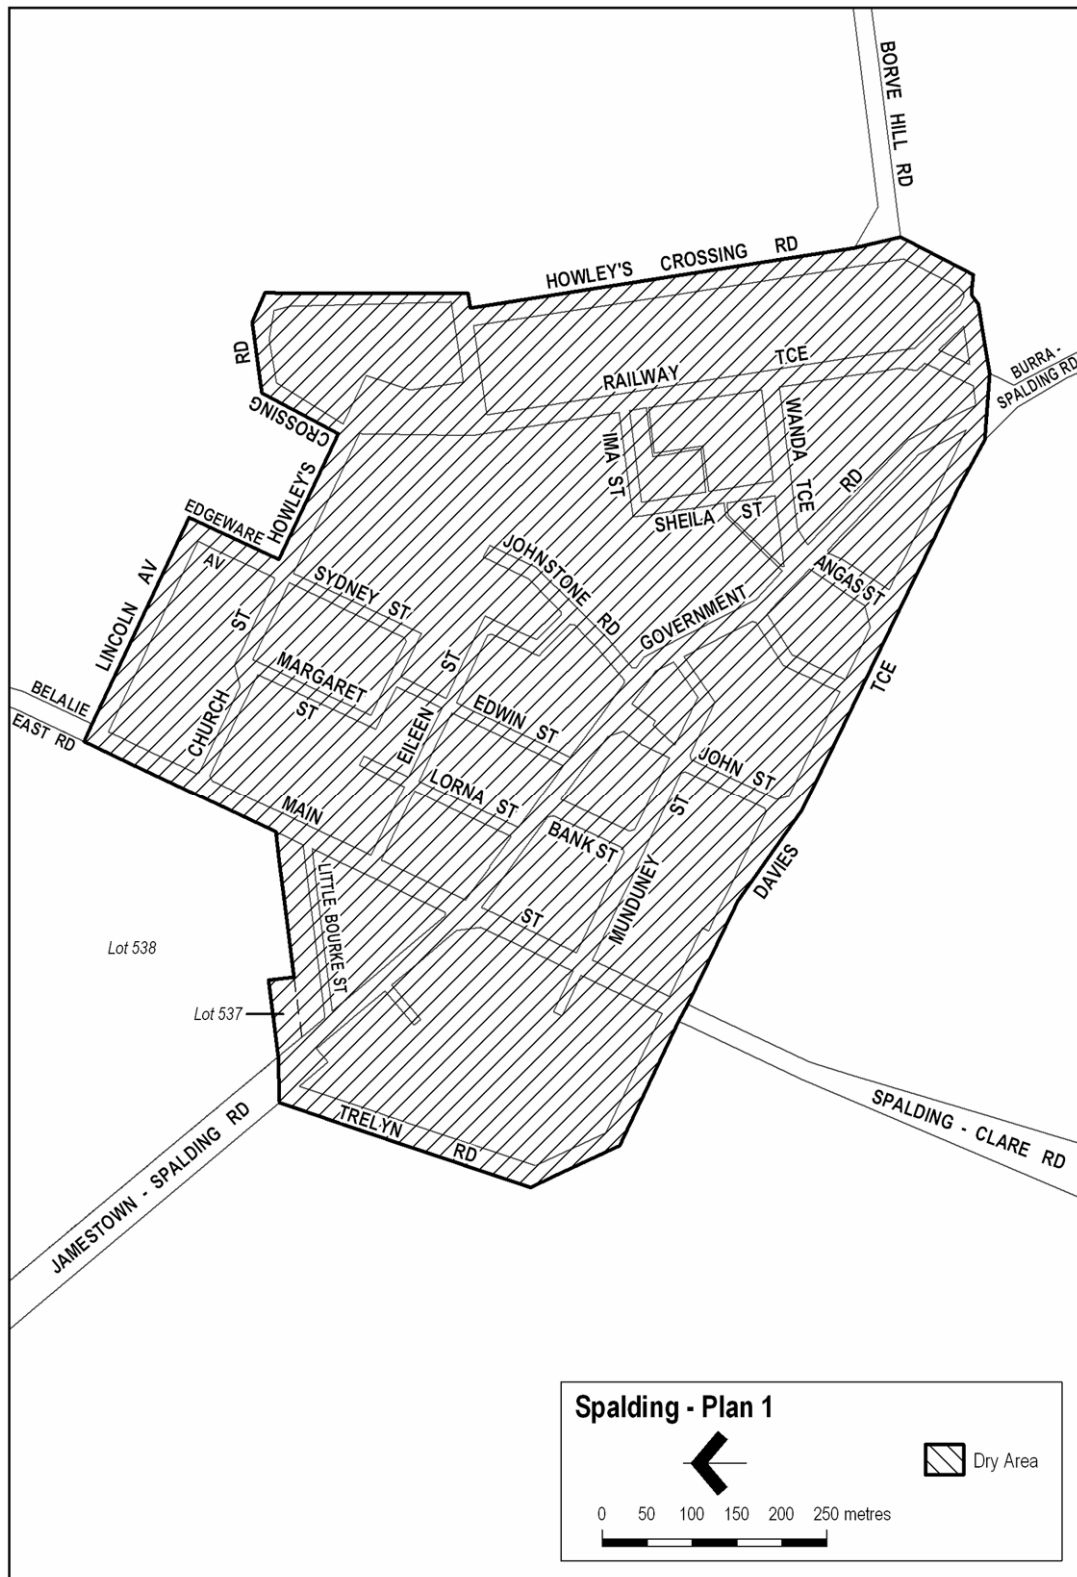 BORVE HILL RD
HOWLEY'S CROSSING RD
RD
CROSSING
HOWLEY'S
BURRA -
SPALDING RD
RAILWAY TCE
WANDA TCE
IMA ST
SHEILA ST
RD
GOVERNMENT
ANGAS ST
EDGEWARE
AV
LINCOLN AV
JOHNSTONE RD
SYDNEY ST
ST
CHURCH
MARGARET
ST
ST
EILEEN
EDWIN ST
TCE
DAVIES
BELALIE
EAST RD
JOHN ST
LORNA ST
MAIN
ST
BANK ST
ST
MUNDUNEY
LITTLE BOURKE ST
Lot 538
Lot 537
TRELYN RD
SPALDING - CLARE RD
JAMESTOWN - SPALDING RD
Spalding - Plan 1
Dry Area
0 50 100 150 200 250 metres